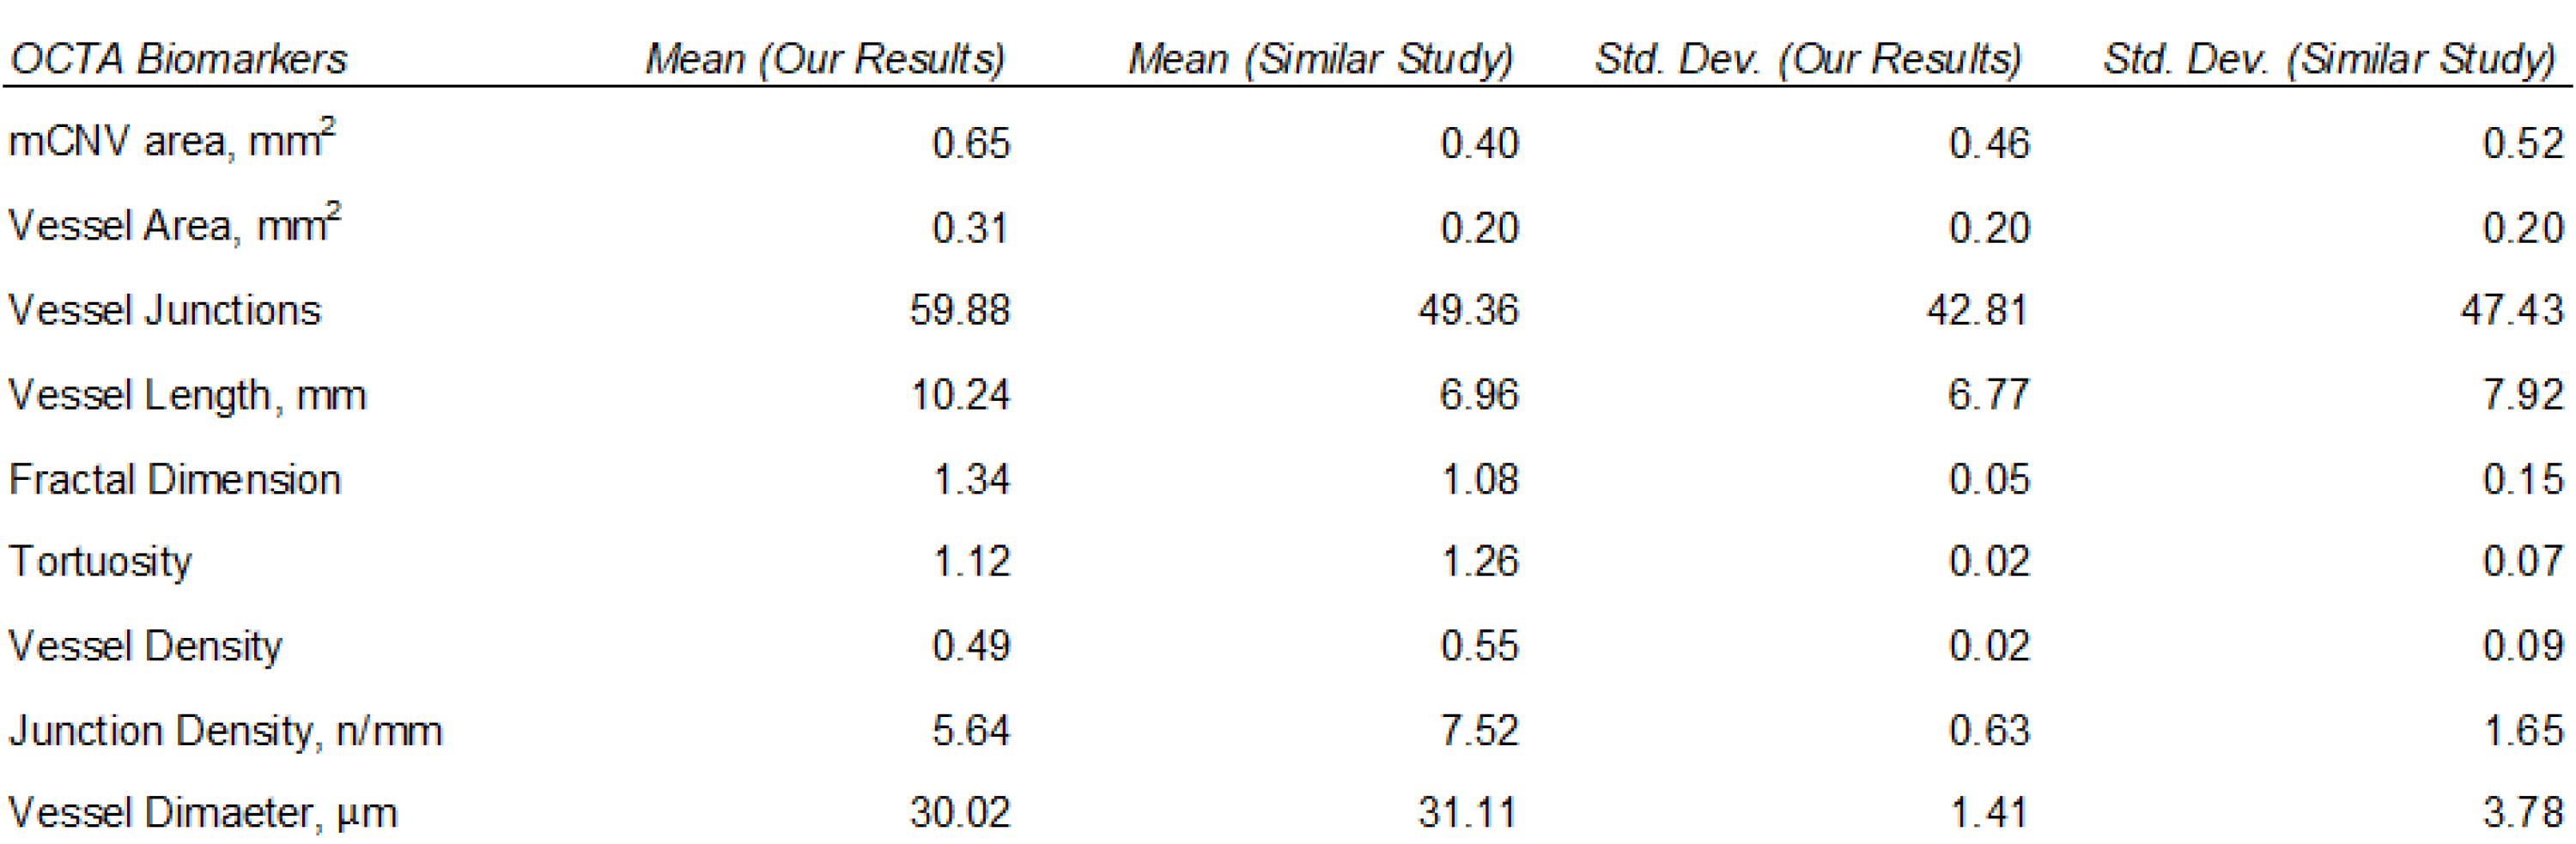 OCTA Biomarkers Mean (Our Results) Mean (Similar Study) Std. Dev. (Our Results) Std. Dev. (Similar Study)
mCNV area, mm² 0.65 0.40 0.46 0.52
Vessel Area, mm² 0.31 0.20 0.20 0.20
Vessel Junctions 59.88 49.36 42.81 47.43
Vessel Length, mm 10.24 6.96 6.77 7.92
Fractal Dimension 1.34 1.08 0.05 0.15
Tortuosity 1.12 1.26 0.02 0.07
Vessel Density 0.49 0.55 0.02 0.09
Junction Density, n/mm 5.64 7.52 0.63 1.65
Vessel Dimaeter, µm 30.02 31.11 1.41 3.78